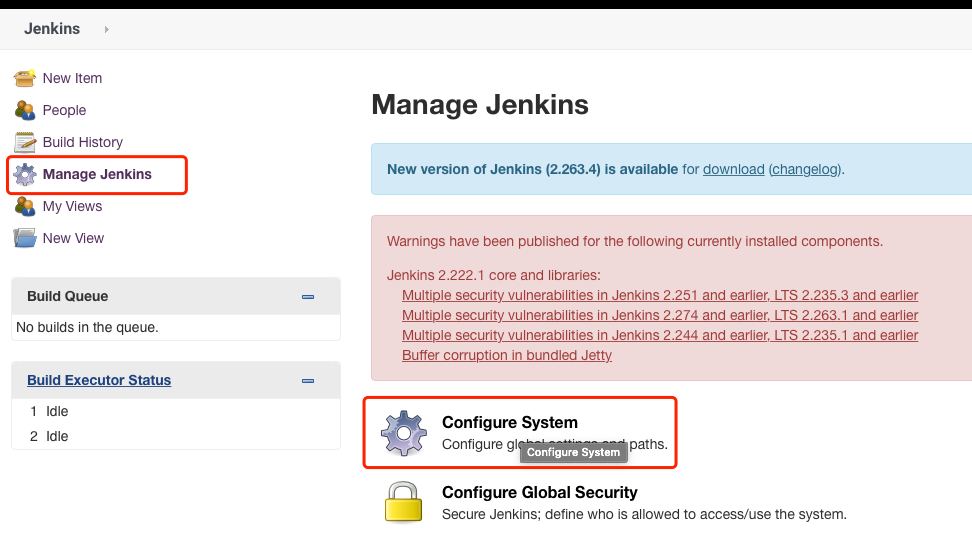 Jenkins
New Item
People
Build History
Manage Jenkins
My Views
New View
Build Queue
No builds in the queue.
Build Executor Status
1 Idle
2 Idle
Manage Jenkins
New version of Jenkins (2.263.4) is available for download (changelog).
Warnings have been published for the following currently installed components.
Jenkins 2.222.1 core and libraries:
Multiple security vulnerabilities in Jenkins 2.251 and earlier, LTS 2.235.3 and earlier
Multiple security vulnerabilities in Jenkins 2.274 and earlier, LTS 2.263.1 and earlier
Multiple security vulnerabilities in Jenkins 2.244 and earlier, LTS 2.235.1 and earlier
Buffer corruption in bundled Jetty
Configure System
Configure global settings and paths.
Configure System
Configure Global Security
Secure Jenkins; define who is allowed to access/use the system.